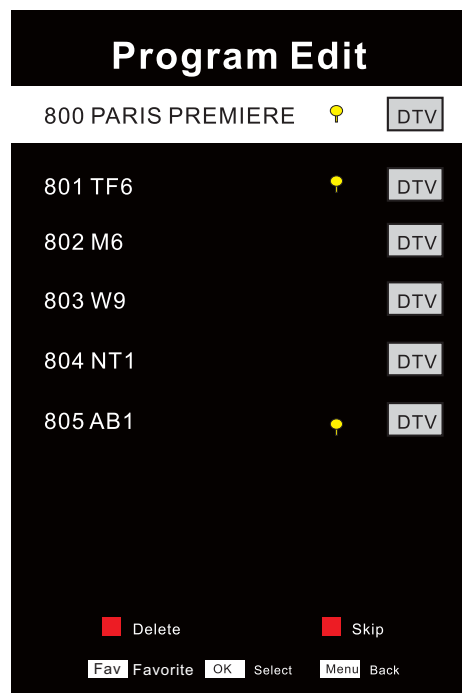 Program Edit
800 PARIS PREMIERE DTV
801 TF6 DTV
802 M6 DTV
803 W9 DTV
804 NT1 DTV
805 AB1 DTV
Delete Skip
Fav Favorite OK Select Menu Back